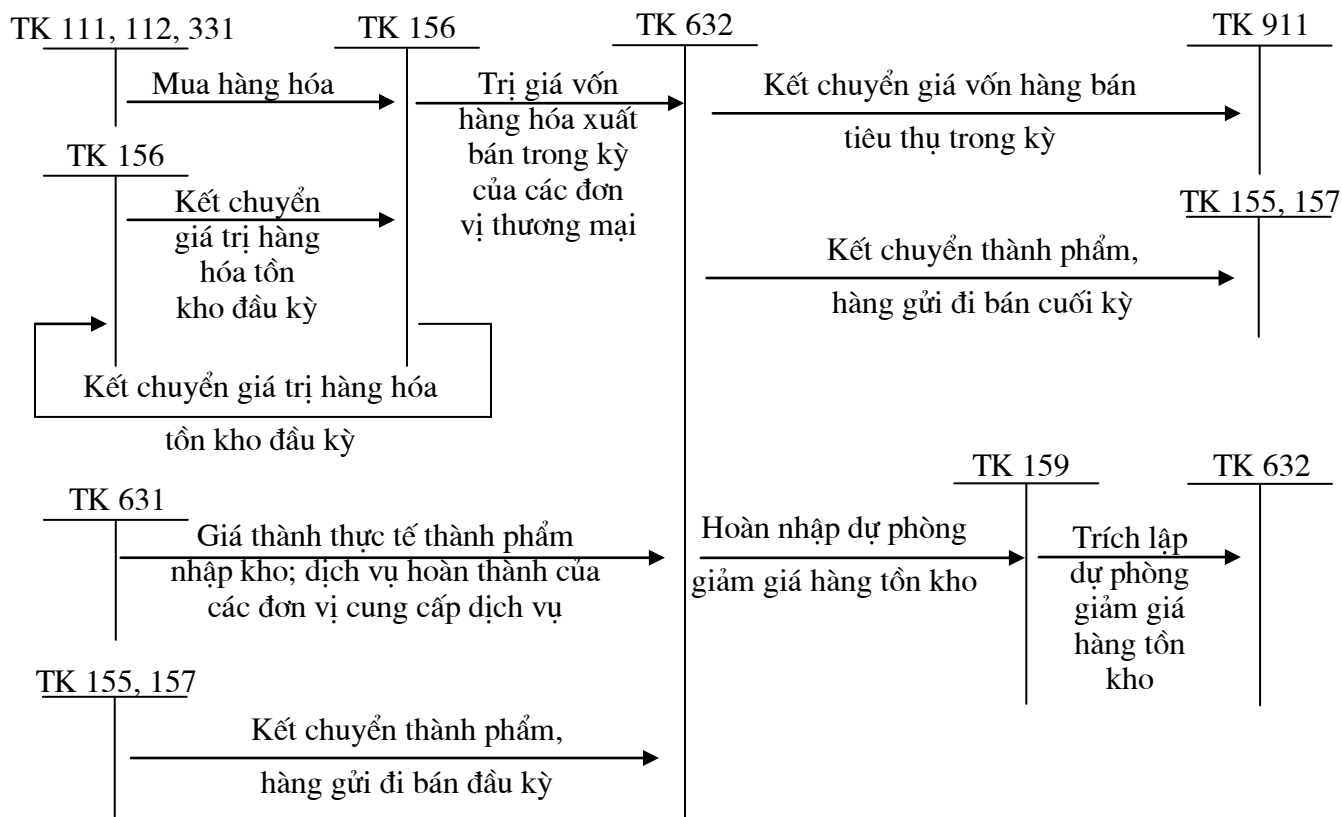 TK 111, 112, 331
TK 156
TK 632
TK 911
Mua hàng hóa
Trị giá vốn
hàng hóa xuất
bán trong kỳ
của các đơn
vị thương mại
Kết chuyển giá vốn hàng bán
tiêu thụ trong kỳ
TK 156
Kết chuyển
giá trị hàng
hóa tồn
kho đầu kỳ
TK 155, 157
Kết chuyển thành phẩm,
hàng gửi đi bán cuối kỳ
Kết chuyển giá trị hàng hóa
tồn kho đầu kỳ
TK 631
Giá thành thực tế thành phẩm
nhập kho; dịch vụ hoàn thành của
các đơn vị cung cấp dịch vụ
TK 159
TK 632
Hoàn nhập dự phòng
giảm giá hàng tồn kho
Trích lập
dự phòng
giảm giá
hàng tồn
kho
TK 155, 157
Kết chuyển thành phẩm,
hàng gửi đi bán đầu kỳ